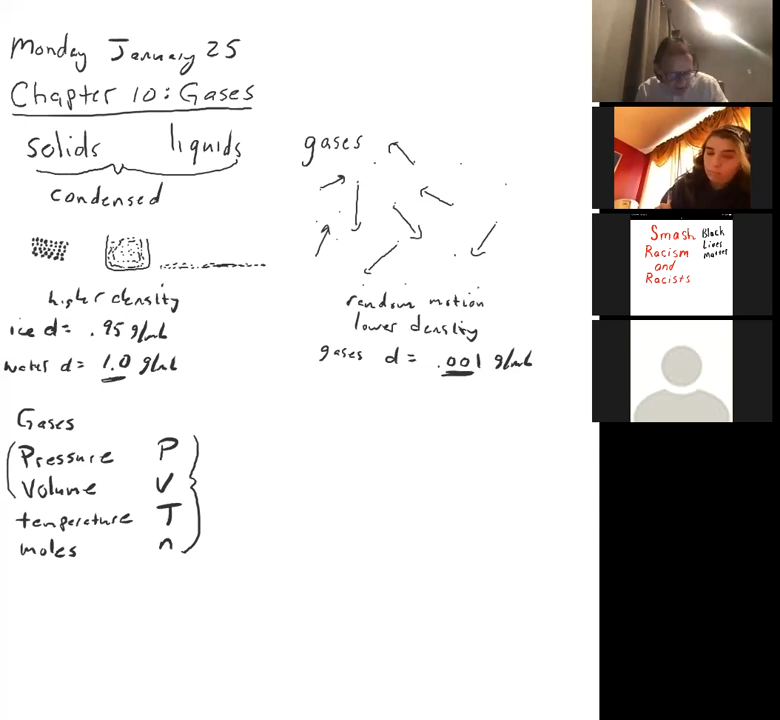 Monday January 25
Chapter 10: Gases
solids liquids gases
condensed
higher density
ice d = .95 g/mL
water d = 1.0 g/mL
random motion
lower density
gases d = .001 g/mL
Gases
Pressure P
Volume V
temperature T
moles n
Smash
Racism
and
Racists
Black
Lives
Matter